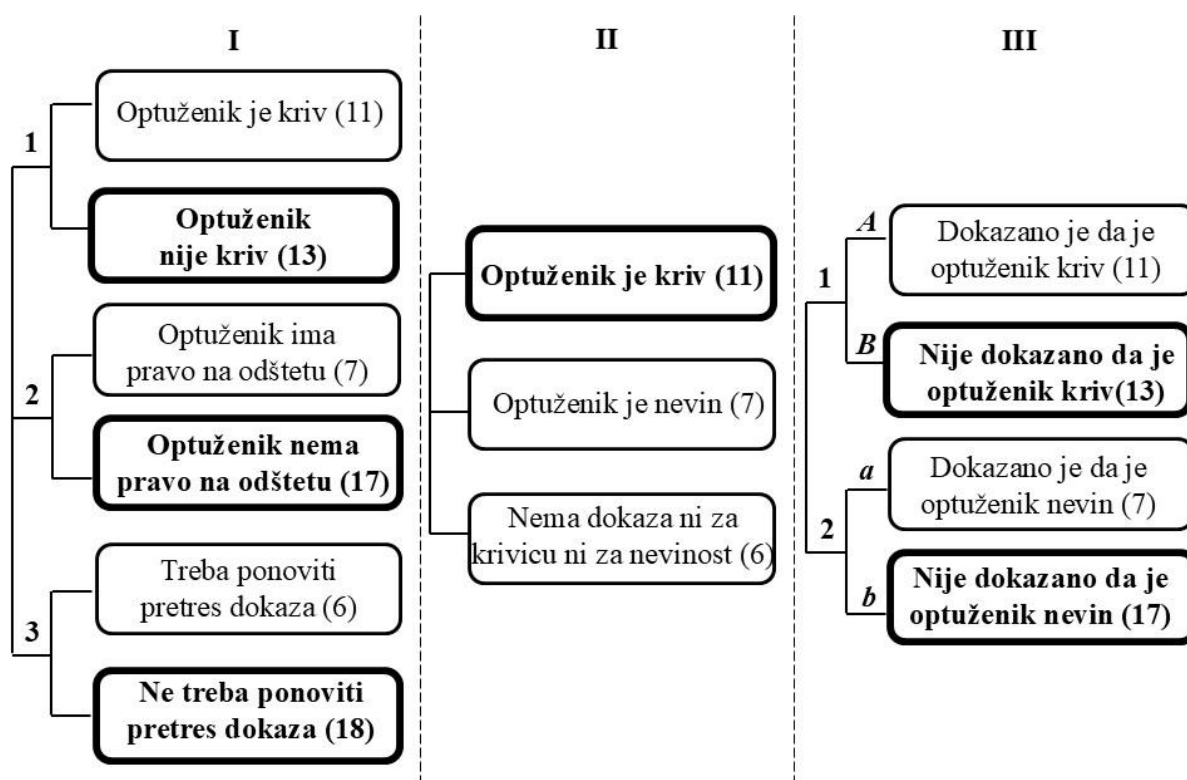 I
1
Optuženik je kriv (11)
Optuženik
nije kriv (13)
2
Optuženik ima
pravo na odštetu (7)
Optuženik nema
pravo na odštetu (17)
3
Treba ponoviti
pretres dokaza (6)
Ne treba ponoviti
pretres dokaza (18)
II
Optuženik je kriv (11)
Optuženik je nevin (7)
Nema dokaza ni za
krivicu ni za nevinost (6)
III
1
A
Dokazano je da je
optuženik kriv (11)
B
Nije dokazano da je
optuženik kriv(13)
2
a
Dokazano je da je
optuženik nevin (7)
b
Nije dokazano da je
optuženik nevin (17)